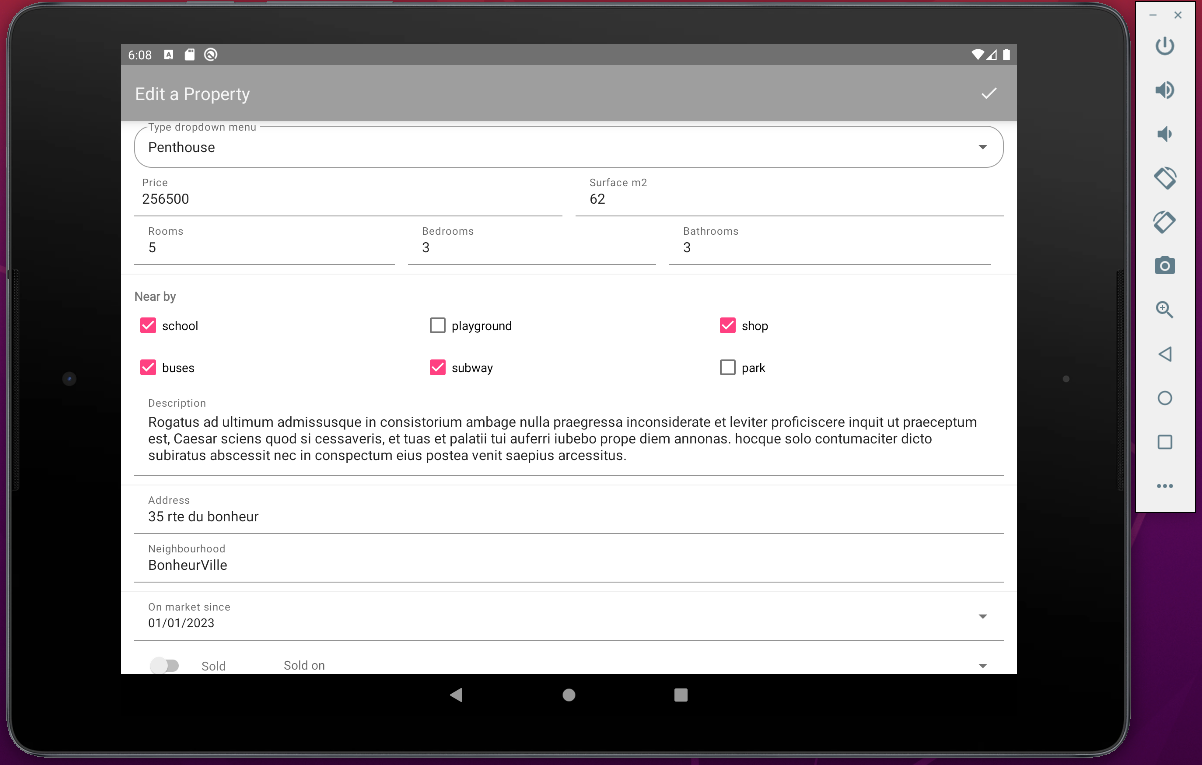 6:08
Edit a Property
Type dropdown menu
Penthouse
Price
256500
Surface m2
62
Rooms
5
Bedrooms
3
Bathrooms
3
Near by
school
playground
shop
buses
subway
park
Description
Rogatus ad ultimum admissusque in consistorium ambage nulla praegressa inconsiderate et leviter proficiscere inquit ut praeceptum
est, Caesar sciens quod si cessaveris, et tuas et palatii tui auferri iubebo prope diem annonas. hocque solo contumaciter dicto
subiratus abscessit nec in conspectum eius postea venit saepius arcessitus.
Address
35 rte du bonheur
Neighbourhood
BonheurVille
On market since
01/01/2023
Sold
Sold on